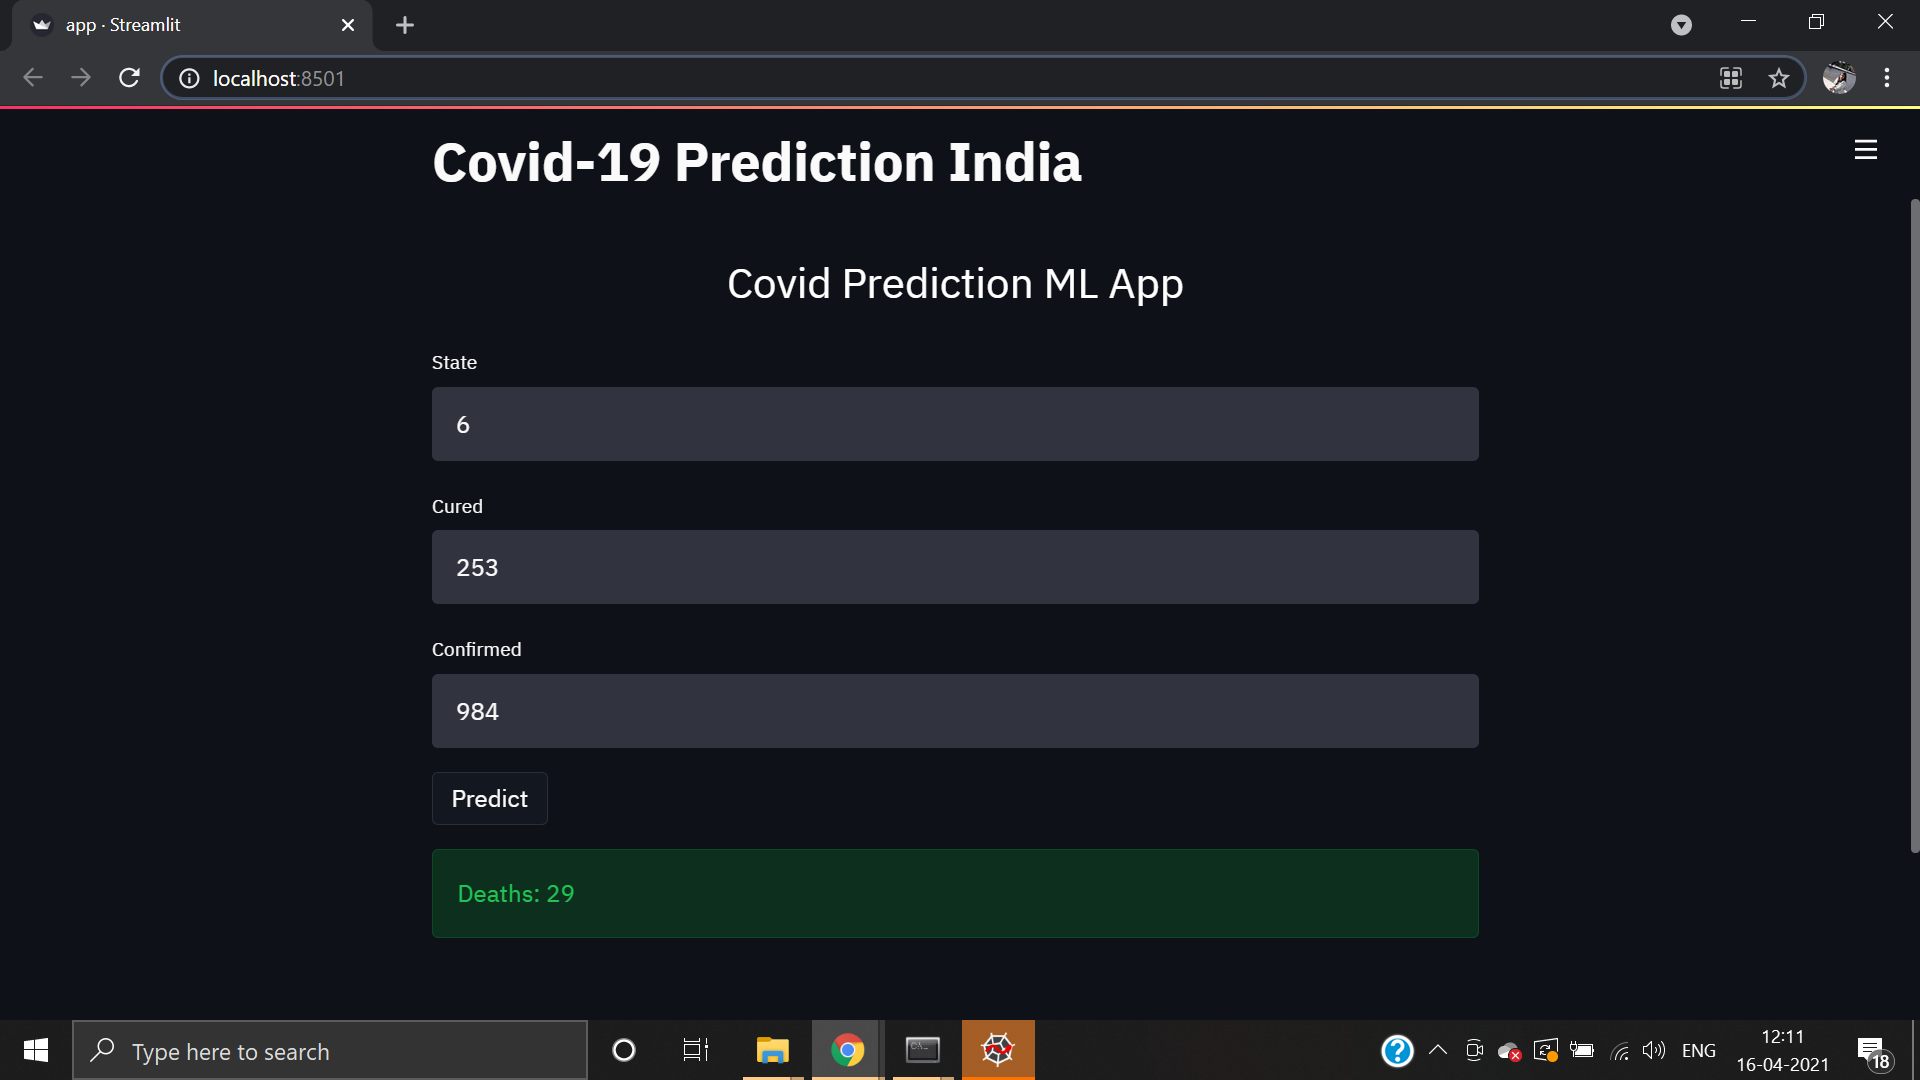 app · Streamlit
localhost:8501
Covid-19 Prediction India
Covid Prediction ML App
State
6
Cured
253
Confirmed
984
Predict
Deaths: 29
Type here to search
ENG
12:11
16-04-2021
18